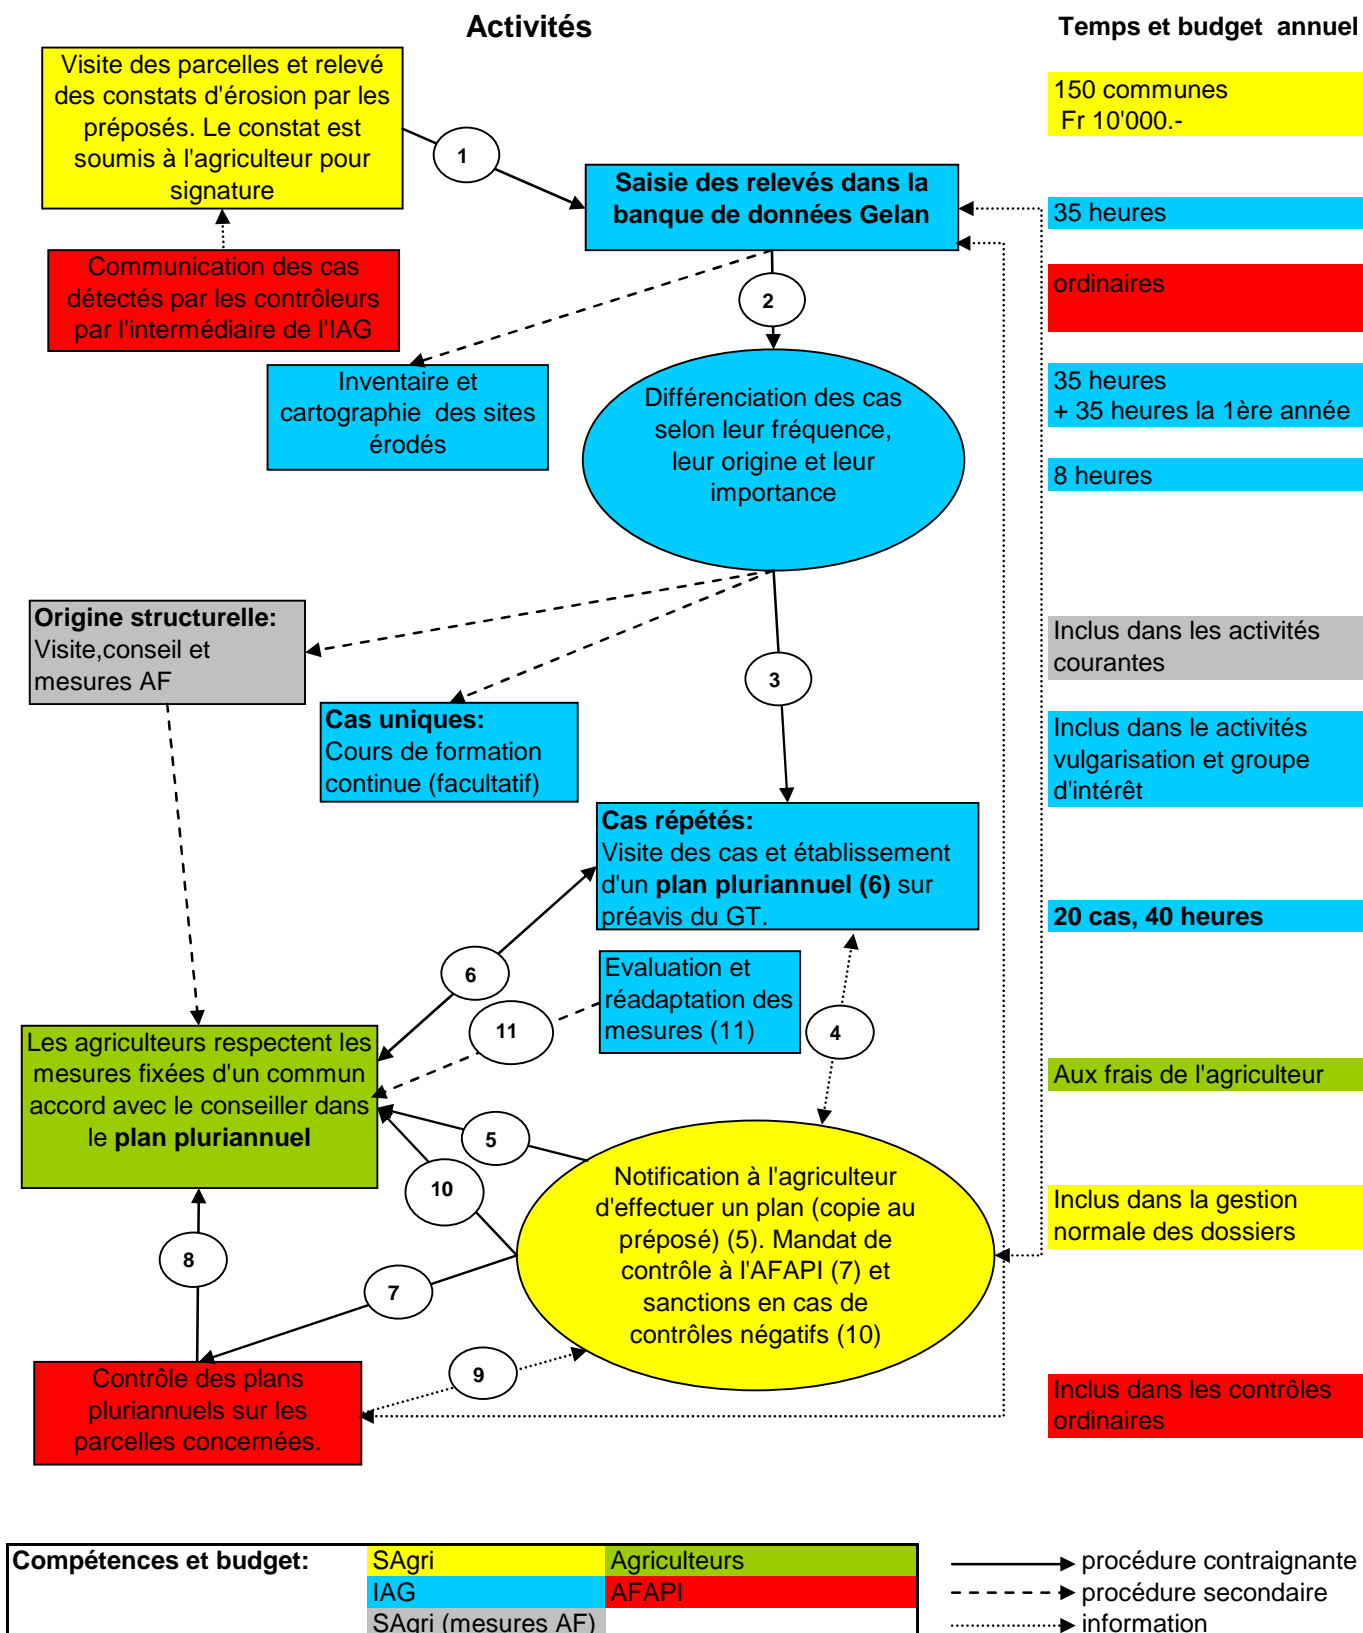 Activités
Temps et budget  annuel
Visite des parcelles et relevé
des constats d'érosion par les
préposés. Le constat est
soumis à l'agriculteur pour
signature
150 communes
Fr 10'000.-
1
Saisie des relevés dans la
banque de données Gelan
35 heures
Communication des cas
détectés par les contrôleurs
par l'intermédiaire de l'IAG
ordinaires
2
Inventaire et
cartographie  des sites
érodés
Différenciation des cas
selon leur fréquence,
leur origine et leur
importance
35 heures
+ 35 heures la 1ère année
8 heures
Origine structurelle:
Visite,conseil et
mesures AF
Inclus dans les activités
courantes
3
Cas uniques:
Cours de formation
continue (facultatif)
Inclus dans le activités
vulgarisation et groupe
d'intérêt
Cas répétés:
Visite des cas et établissement
d'un plan pluriannuel (6) sur
préavis du GT.
20 cas, 40 heures
6
Evaluation et
réadaptation des
mesures (11)
11
4
Les agriculteurs respectent les
mesures fixées d'un commun
accord avec le conseiller dans
le plan pluriannuel
Aux frais de l'agriculteur
5
10
Notification à l'agriculteur
d'effectuer un plan (copie au
préposé) (5). Mandat de
contrôle à l'AFAPI (7) et
sanctions en cas de
contrôles négatifs (10)
Inclus dans la gestion
normale des dossiers
8
7
9
Contrôle des plans
pluriannuels sur les
parcelles concernées.
Inclus dans les contrôles
ordinaires
Compétences et budget:
SAgri
Agriculteurs
IAG
AFAPI
SAgri (mesures AF)
procédure contraignante
procédure secondaire
information